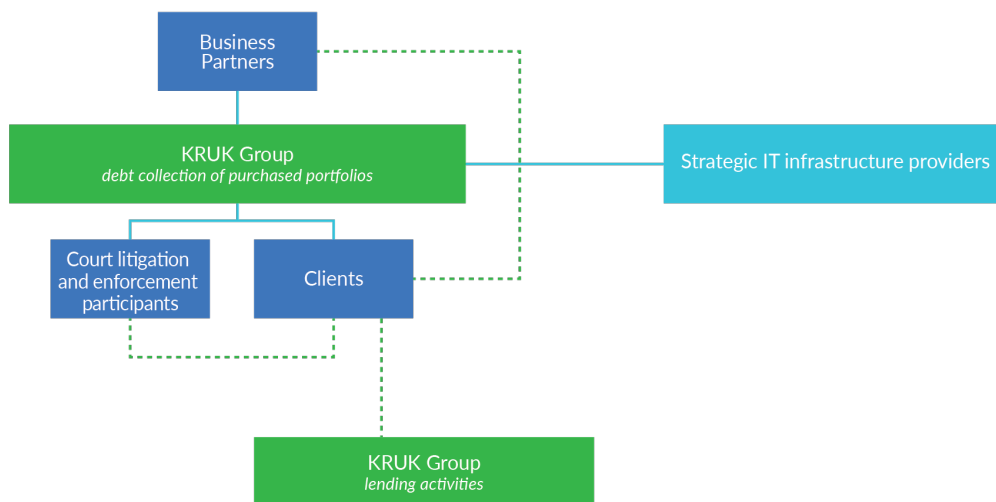 Business
Partners
KRUK Group
debt collection of purchased portfolios
Strategic IT infrastructure providers
Court litigation
and enforcement
participants
Clients
KRUK Group
lending activities